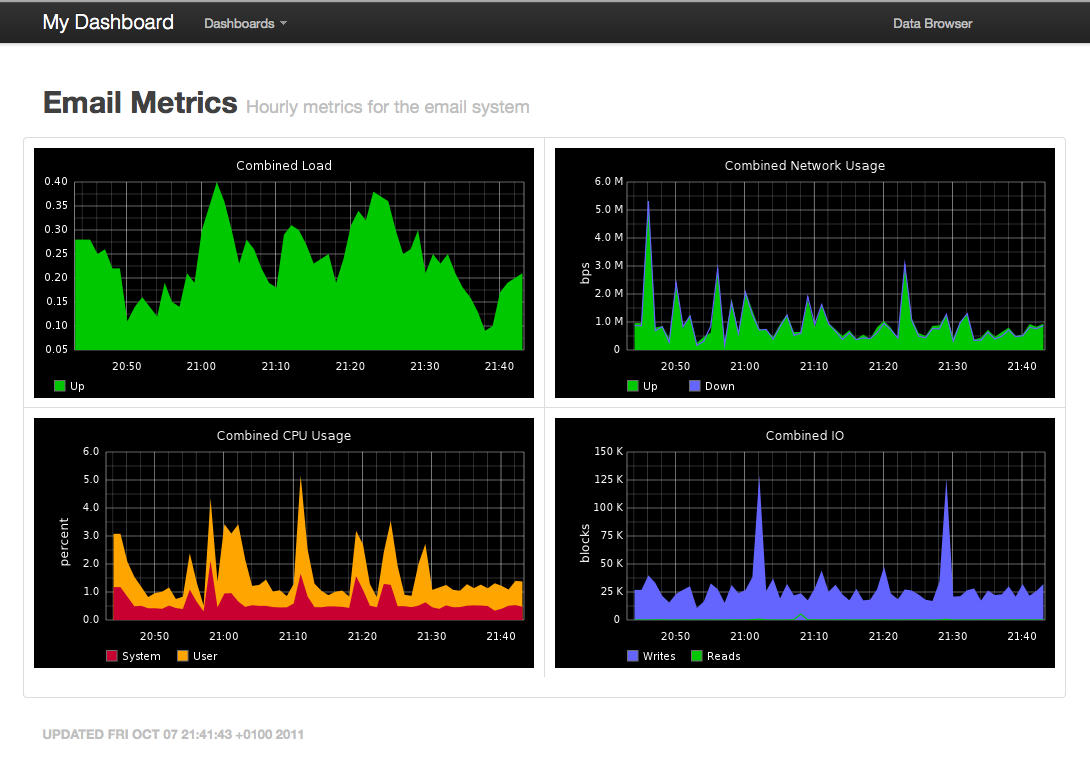 My Dashboard Dashboards Data Browser
Email Metrics Hourly metrics for the email system
Combined Load
0.40
0.35
0.30
0.25
0.20
0.15
0.10
0.05
20:50 21:00 21:10 21:20 21:30 21:40
Up
Combined Network Usage
bps
6.0 M
5.0 M
4.0 M
3.0 M
2.0 M
1.0 M
0
20:50 21:00 21:10 21:20 21:30 21:40
Up Down
Combined CPU Usage
percent
6.0
5.0
4.0
3.0
2.0
1.0
0.0
20:50 21:00 21:10 21:20 21:30 21:40
System User
Combined IO
blocks
150 K
125 K
100 K
75 K
50 K
25 K
0
20:50 21:00 21:10 21:20 21:30 21:40
Writes Reads
UPDATED FRI OCT 07 21:41:43 +0100 2011